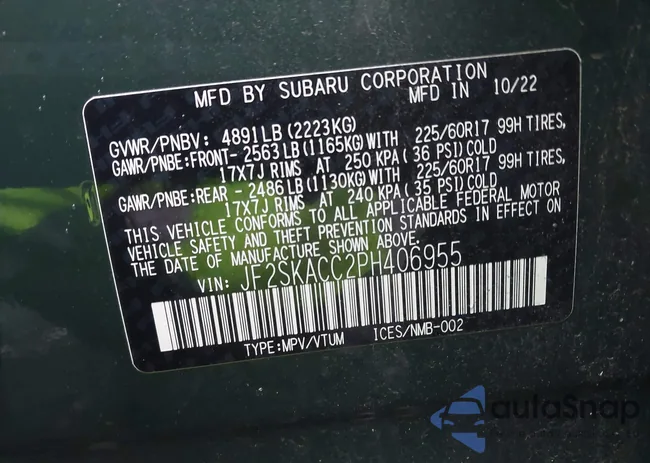 MFD BY SUBARU CORPORATION
MFD IN 10/22
GVWR/PNBV: 4891LB(2223KG)
GAWR/PNBE:FRONT- 2563LB(1165KG)WITH 225/60R17 99H TIRES,
17X7J RIMS AT 250 KPA( 36 PSI)COLD
GAWR/PNBE:REAR - 2486LB(1130KG)WITH 225/60R17 99H TIRES,
17X7J RIMS AT 240 KPA( 35 PSI)COLD
THIS VEHICLE CONFORMS TO ALL APPLICABLE FEDERAL MOTOR
VEHICLE SAFETY AND THEFT PREVENTION STANDARDS IN EFFECT ON
THE DATE OF MANUFACTURE SHOWN ABOVE.
VIN: JF2SKACC2PH406955
TYPE:MPV/VTUM ICES/NMB-002
autoSnap